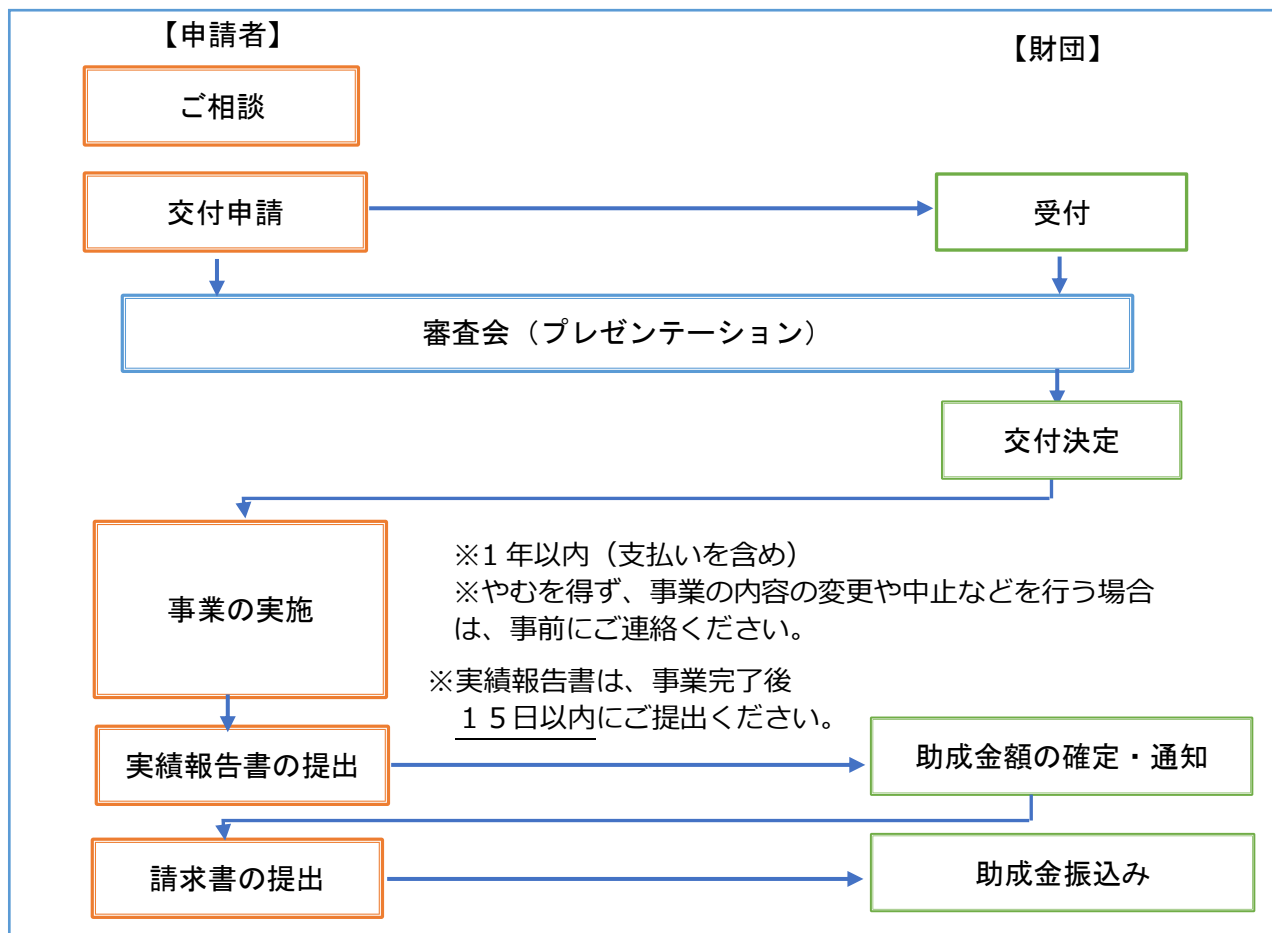 【申請者】
【財団】
ご相談
交付申請
受付
審査会（プレゼンテーション）
交付決定
事業の実施
※1 年以内（支払いを含め）
※やむを得ず、事業の内容の変更や中止などを行う場合
は、事前にご連絡ください。
※実績報告書は、事業完了後
１５日以内にご提出ください。
実績報告書の提出
助成金額の確定・通知
請求書の提出
助成金振込み